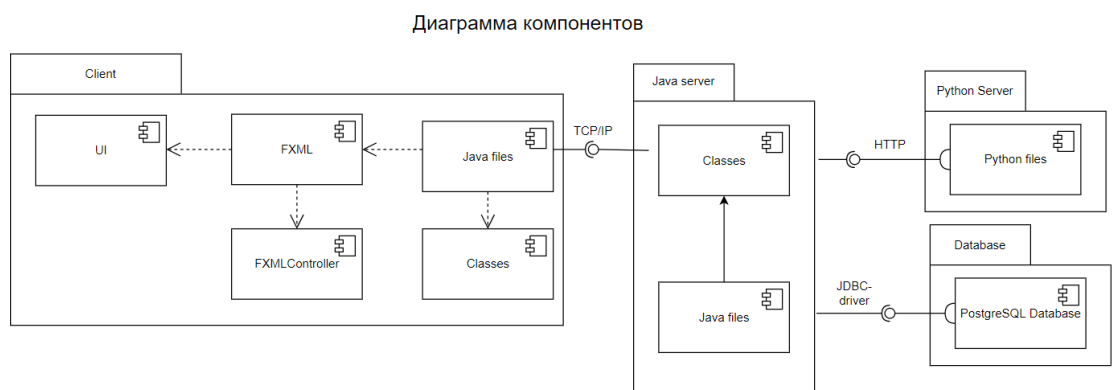 Диаграмма компонентов
Client
UI
FXML
Java files
FXMLController
Classes
TCP/IP
Java server
Classes
Java files
HTTP
Python Server
Python files
JDBC-
driver
Database
PostgreSQL Database